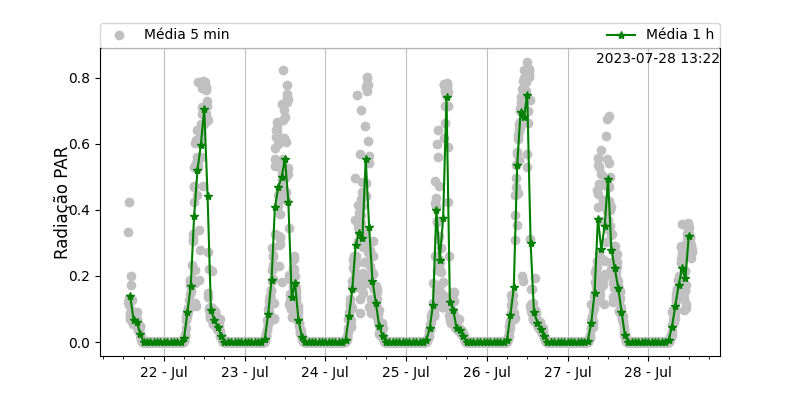 Média 5 min
Média 1 h
2023-07-28 13:22
Radiação PAR
0.8
0.6
0.4
0.2
0.0
22 - Jul
23 - Jul
24 - Jul
25 - Jul
26 - Jul
27 - Jul
28 - Jul